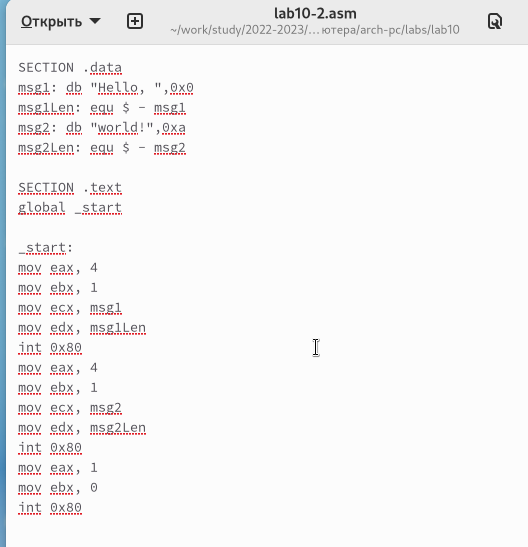 Открыть
lab10-2.asm
~/work/study/2022-2023/… ютера/arch-pc/labs/lab10
SECTION .data
msg1: db "Hello, ",0x0
msg1Len: equ $ - msg1
msg2: db "world!",0xa
msg2Len: equ $ - msg2
SECTION .text
global _start
_start:
mov eax, 4
mov ebx, 1
mov ecx, msg1
mov edx, msg1Len
int 0x80
mov eax, 4
mov ebx, 1
mov ecx, msg2
mov edx, msg2Len
int 0x80
mov eax, 1
mov ebx, 0
int 0x80